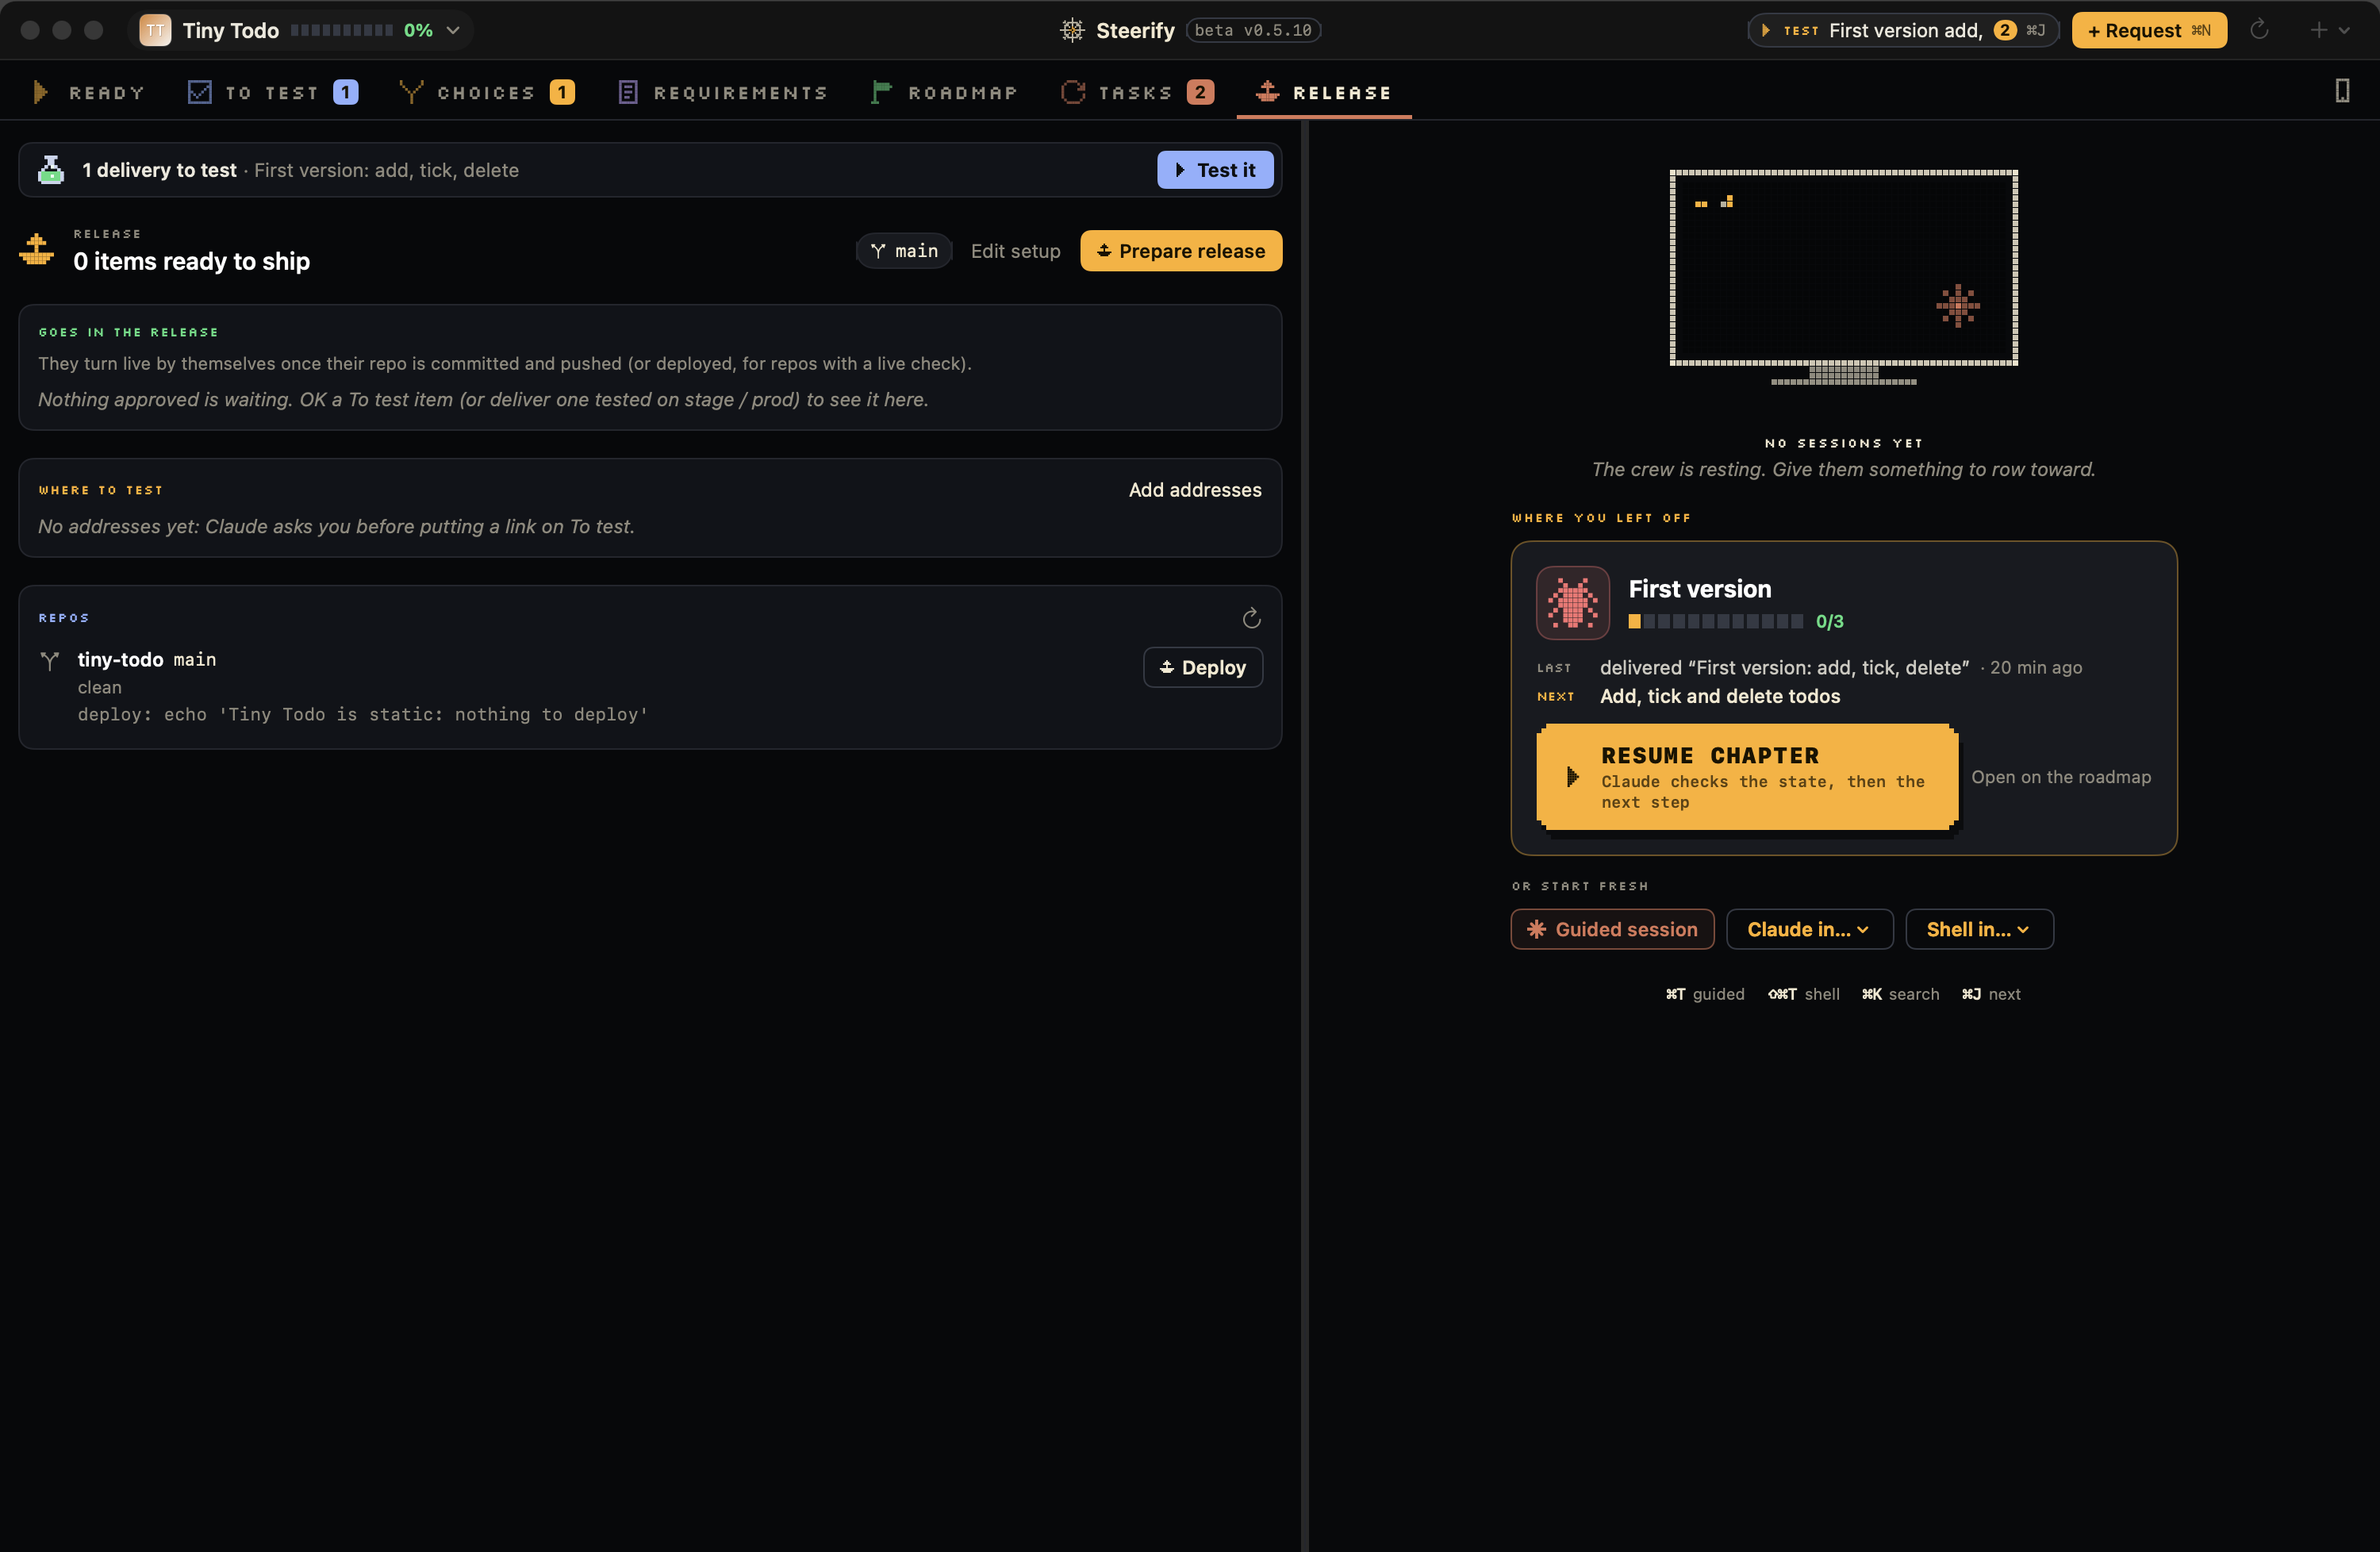 TT Tiny Todo 0%
Steerify beta v0.5.10
TEST First version add, 2 ⌘J
+ Request ⌘N
READY
TO TEST 1
CHOICES 1
REQUIREMENTS
ROADMAP
TASKS 2
RELEASE
1 delivery to test · First version: add, tick, delete
Test it
RELEASE
0 items ready to ship
main
Edit setup
Prepare release
GOES IN THE RELEASE
They turn live by themselves once their repo is committed and pushed (or deployed, for repos with a live check).
Nothing approved is waiting. OK a To test item (or deliver one tested on stage / prod) to see it here.
WHERE TO TEST
Add addresses
No addresses yet: Claude asks you before putting a link on To test.
REPOS
tiny-todo main
clean
deploy: echo 'Tiny Todo is static: nothing to deploy'
Deploy
NO SESSIONS YET
The crew is resting. Give them something to row toward.
WHERE YOU LEFT OFF
First version
0/3
LAST delivered “First version: add, tick, delete” · 20 min ago
NEXT Add, tick and delete todos
RESUME CHAPTER
Claude checks the state, then the
next step
Open on the roadmap
OR START FRESH
Guided session
Claude in...
Shell in...
⌘T guided ⇧⌘T shell ⌘K search ⌘J next